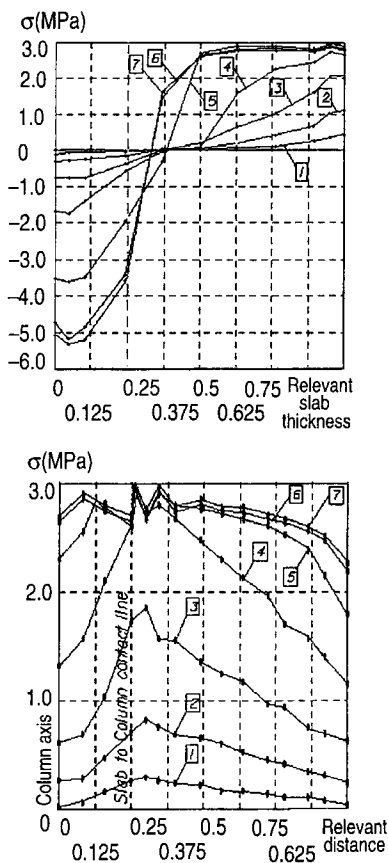 σ(MPa)
3.0
2.0
1.0
0
-1.0
-2.0
-3.0
-4.0
-5.0
-6.0
7
6
5
4
3
2
1
0 0.25 0.5 0.75 Relevant
slab
thickness
0.125 0.375 0.625
σ(MPa)
3.0
2.0
1.0
0
Column axis
Slab to Column contact line
6
7
5
4
3
2
1
0 0.25 0.5 0.75 Relevant
distance
0.125 0.375 0.625